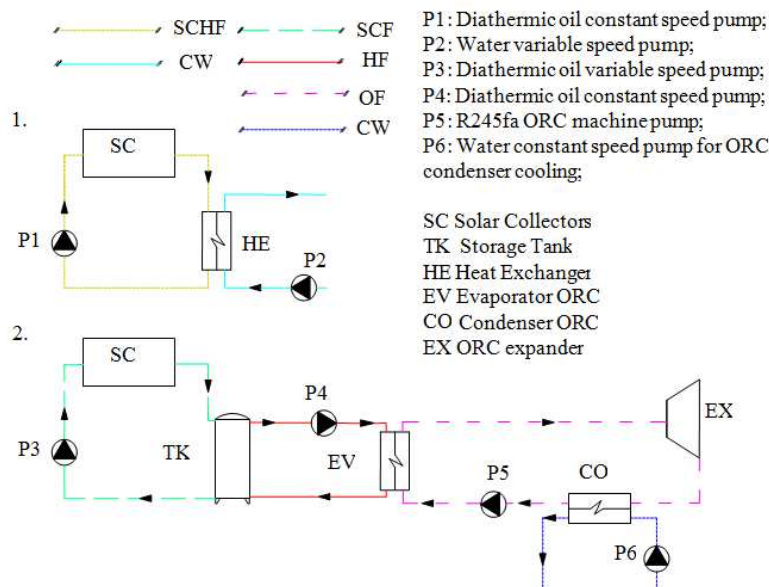 SCHF
SCF
CW
HF
OF
CW
P1: Diathermic oil constant speed pump;
P2: Water variable speed pump;
P3: Diathermic oil variable speed pump;
P4: Diathermic oil constant speed pump;
P5: R245fa ORC machine pump;
P6: Water constant speed pump for ORC
condenser cooling;
SC Solar Collectors
TK Storage Tank
HE Heat Exchanger
EV Evaporator ORC
CO Condenser ORC
EX ORC expander
1.
SC
P1
HE
P2
2.
SC
P3
TK
P4
EV
P5
CO
EX
P6